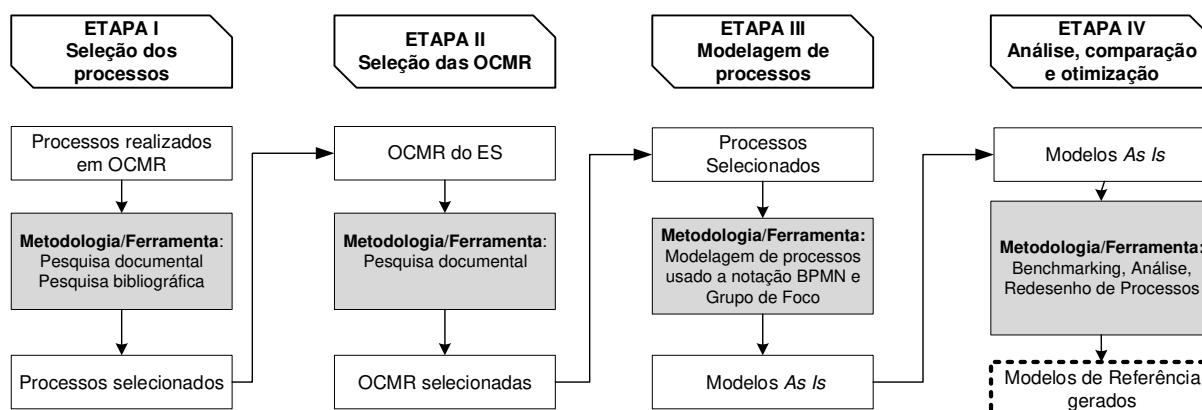 ETAPA I
Seleção dos
processos
Processos realizados
em OCMR
Metodologia/Ferramenta:
Pesquisa documental
Pesquisa bibliográfica
Processos selecionados
ETAPA II
Seleção das OCMR
OCMR do ES
Metodologia/Ferramenta:
Pesquisa documental
OCMR selecionadas
ETAPA III
Modelagem de
processos
Processos
Selecionados
Metodologia/Ferramenta:
Modelagem de processos
usado a notação BPMN e
Grupo de Foco
Modelos As Is
ETAPA IV
Análise, comparação
e otimização
Modelos As Is
Metodologia/Ferramenta:
Benchmarking, Análise,
Redesenho de Processos
Modelos de Referência
gerados